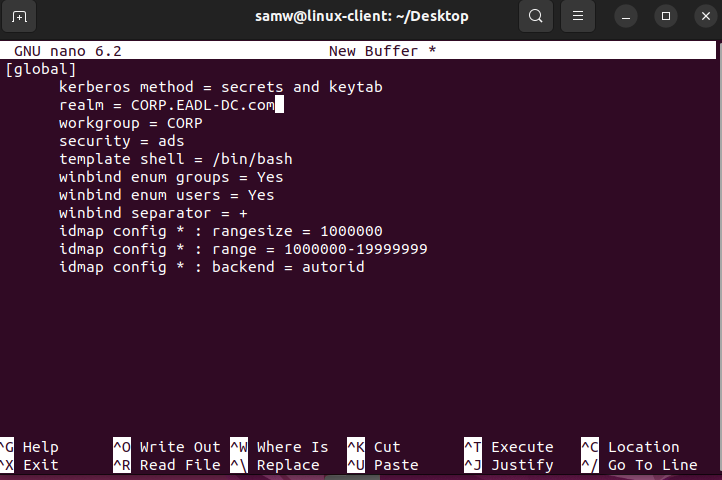 samw@linux-client: ~/Desktop
GNU nano 6.2 New Buffer *
[global]
kerberos method = secrets and keytab
realm = CORP.EADL-DC.com
workgroup = CORP
security = ads
template shell = /bin/bash
winbind enum groups = Yes
winbind enum users = Yes
winbind separator = +
idmap config * : rangesize = 1000000
idmap config * : range = 1000000-19999999
idmap config * : backend = autorid
^G Help ^O Write Out ^W Where Is ^K Cut ^T Execute ^C Location
^X Exit ^R Read File ^\ Replace ^U Paste ^J Justify ^/ Go To Line